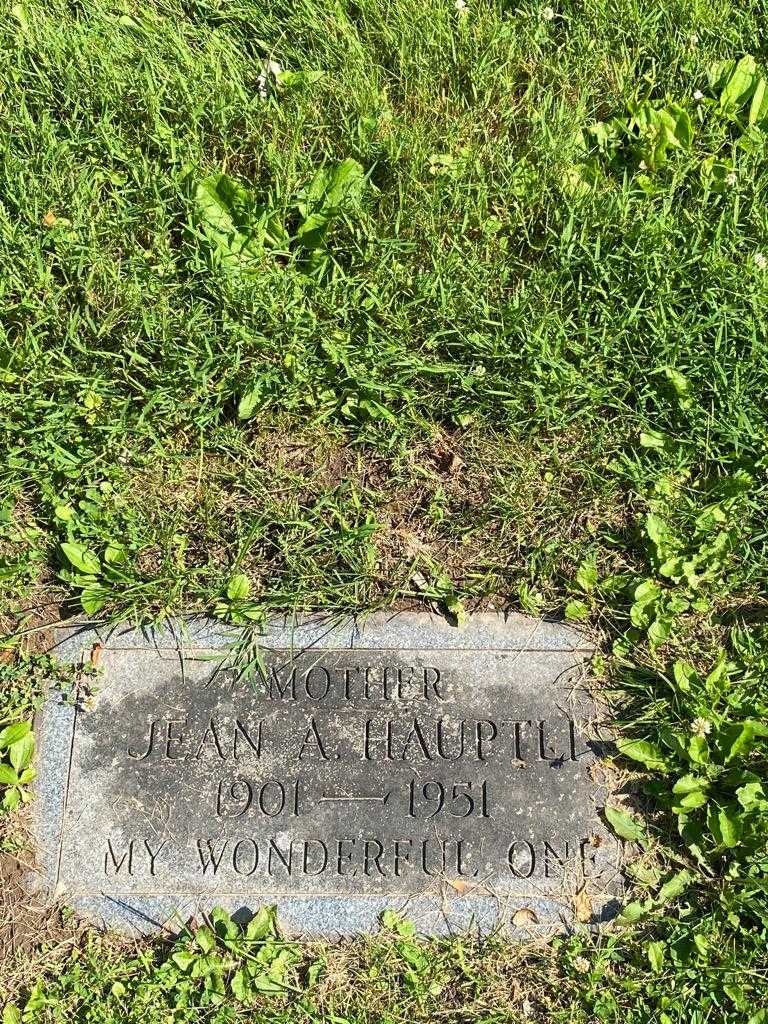 MOTHER
JEAN A. HAUPTLI
1901 — 1951
MY WONDERFUL ONE